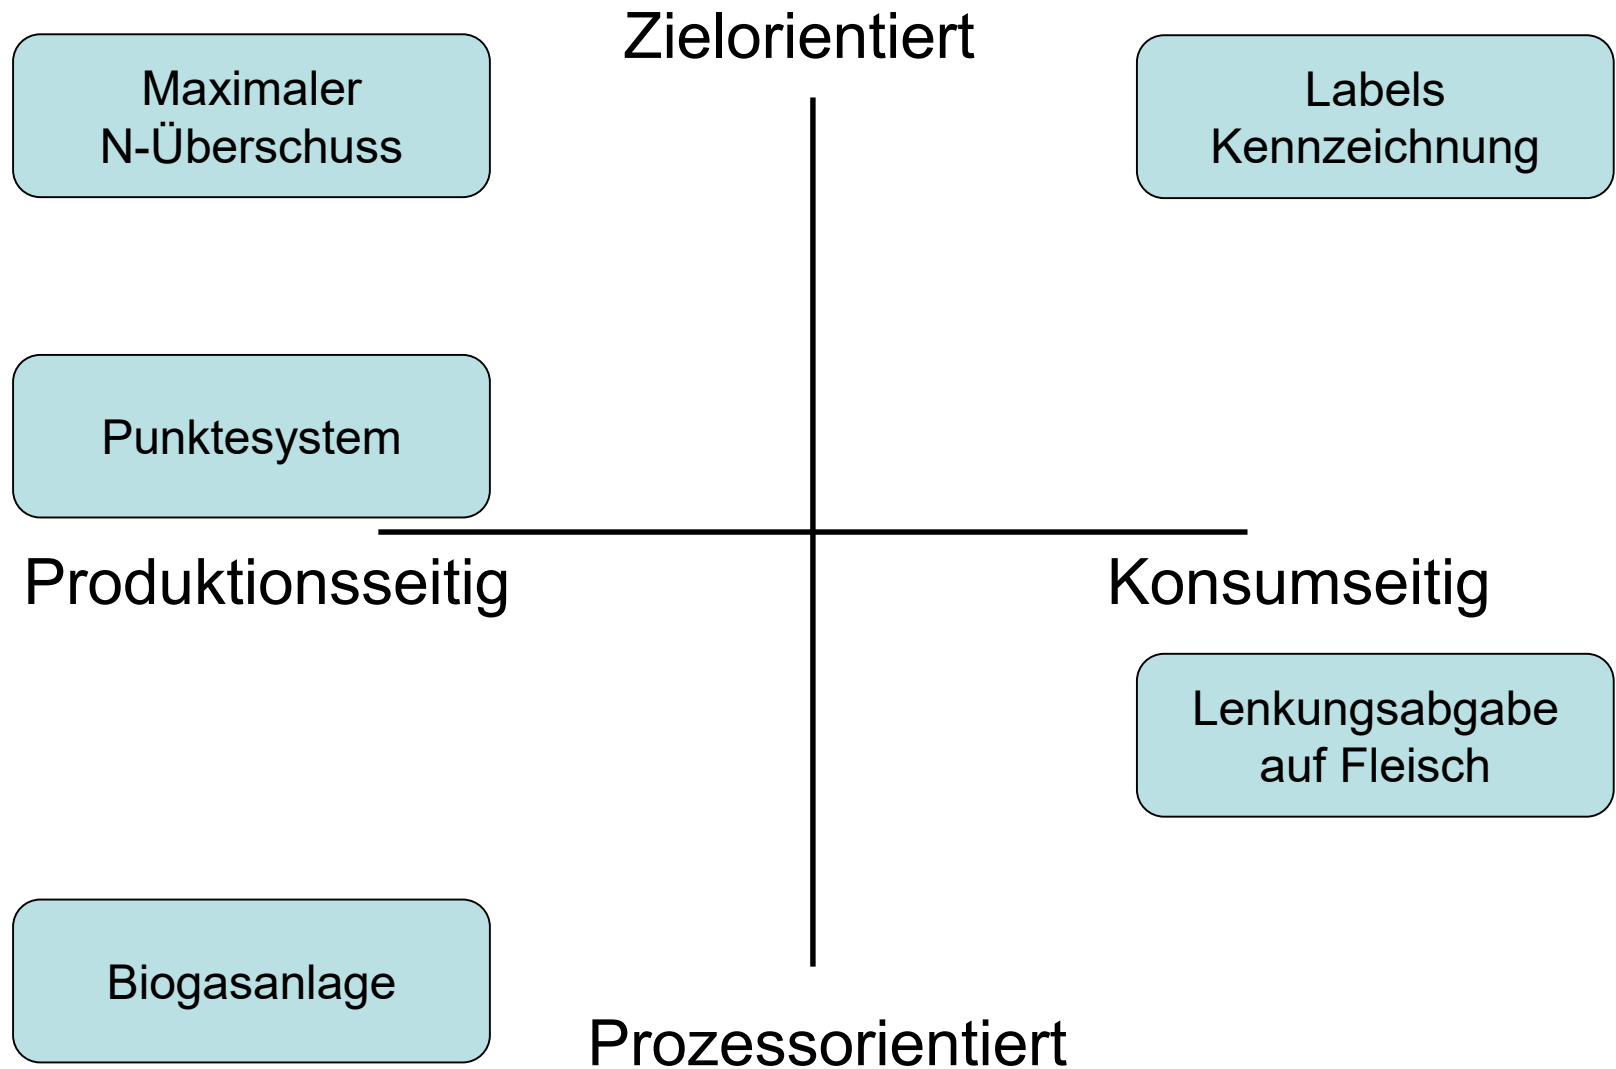 Zielorientiert
Maximaler
N-Überschuss
Labels
Kennzeichnung
Punktesystem
Produktionsseitig
Konsumseitig
Lenkungsabgabe
auf Fleisch
Biogasanlage
Prozessorientiert